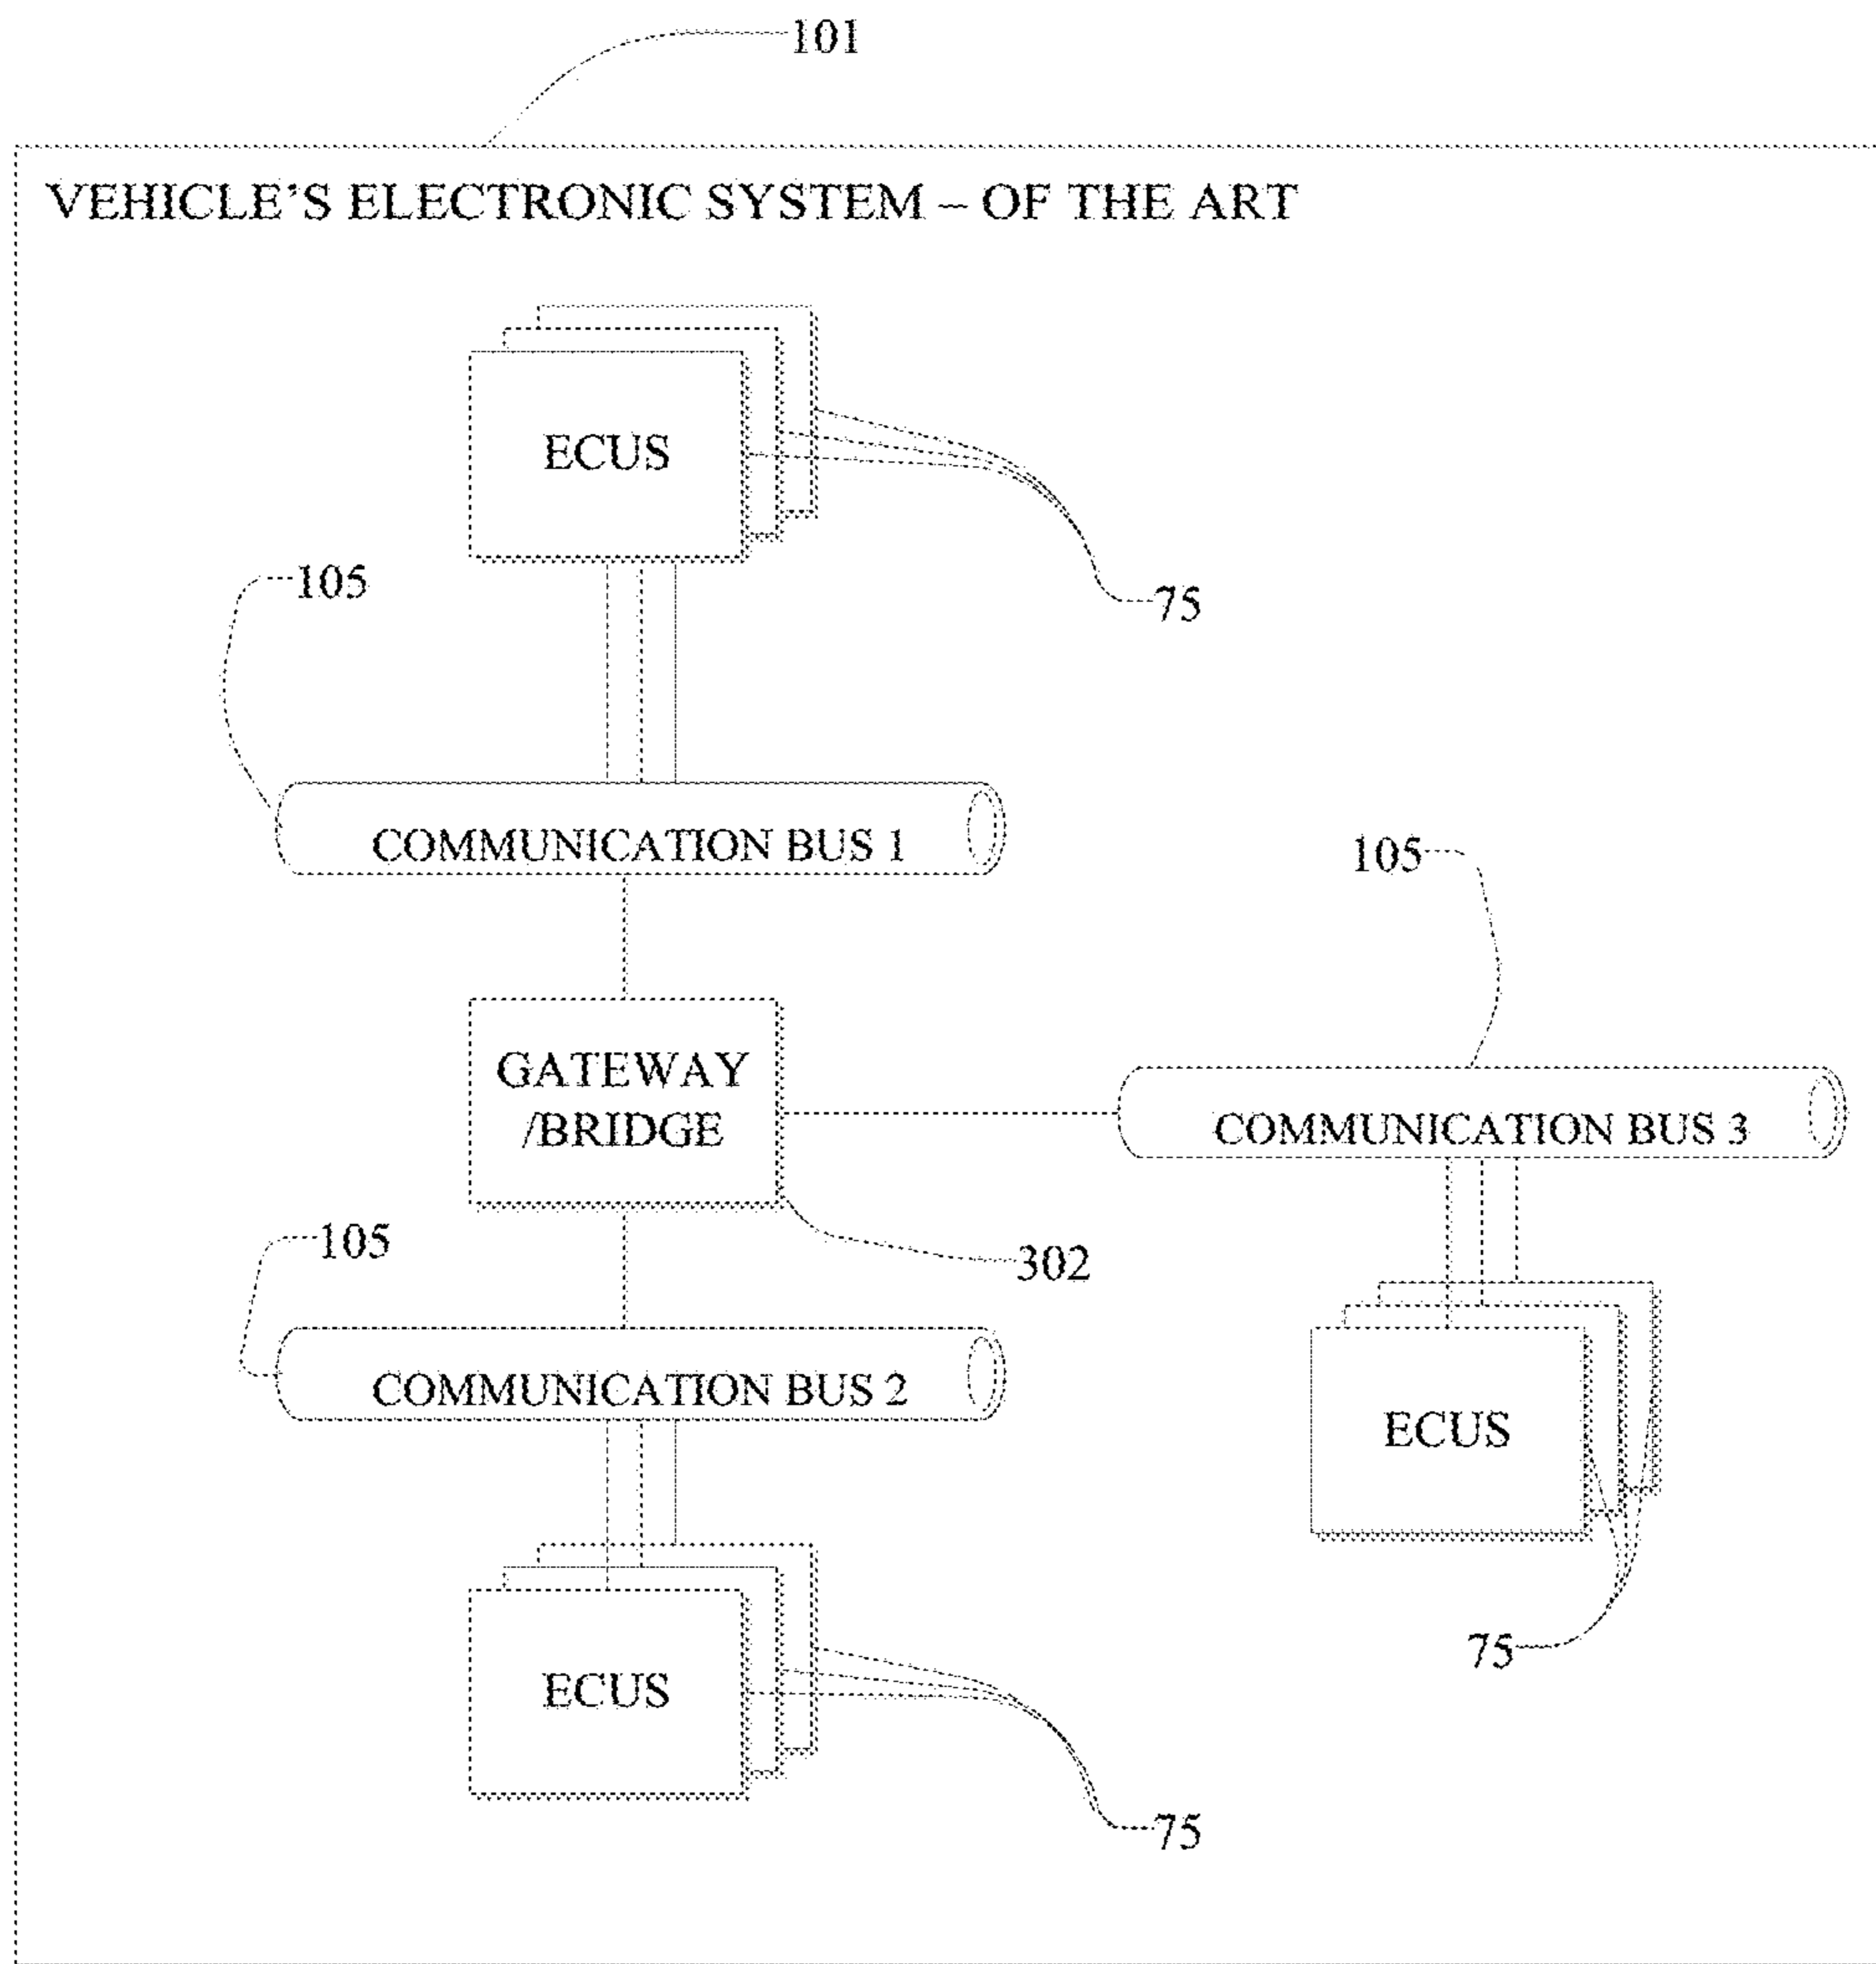 101
VEHICLE'S ELECTRONIC SYSTEM – OF THE ART
ECUS
105
75
COMMUNICATION BUS 1
105
GATEWAY
/BRIDGE
COMMUNICATION BUS 3
105
302
COMMUNICATION BUS 2
ECUS
75
ECUS
75